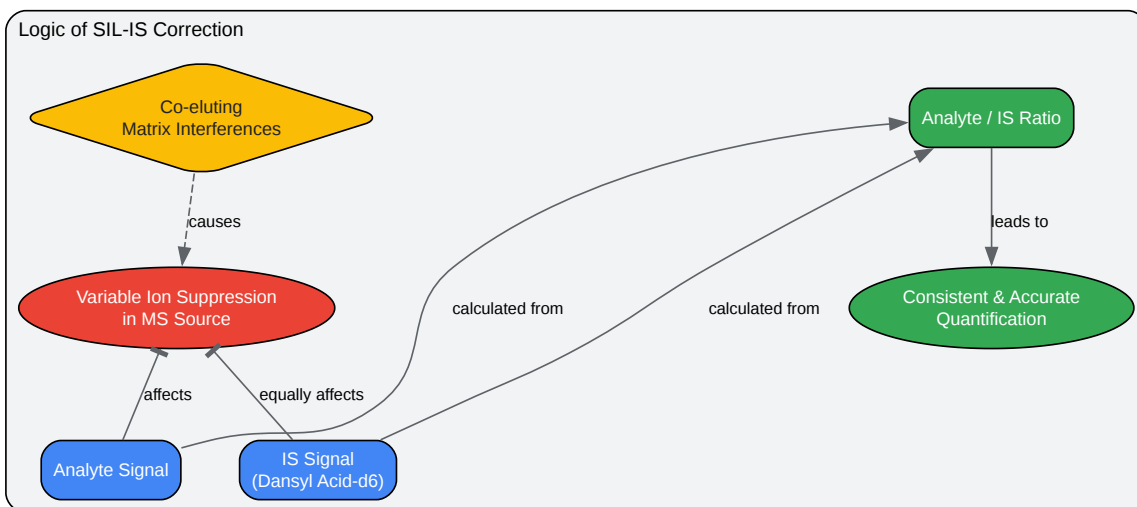 Logic of SIL-IS Correction
Co-eluting
Matrix Interferences
Analyte / IS Ratio
causes
leads to
Variable Ion Suppression
in MS Source
calculated from
calculated from
Consistent & Accurate
Quantification
affects
equally affects
Analyte Signal
IS Signal
(Dansyl Acid-d6)